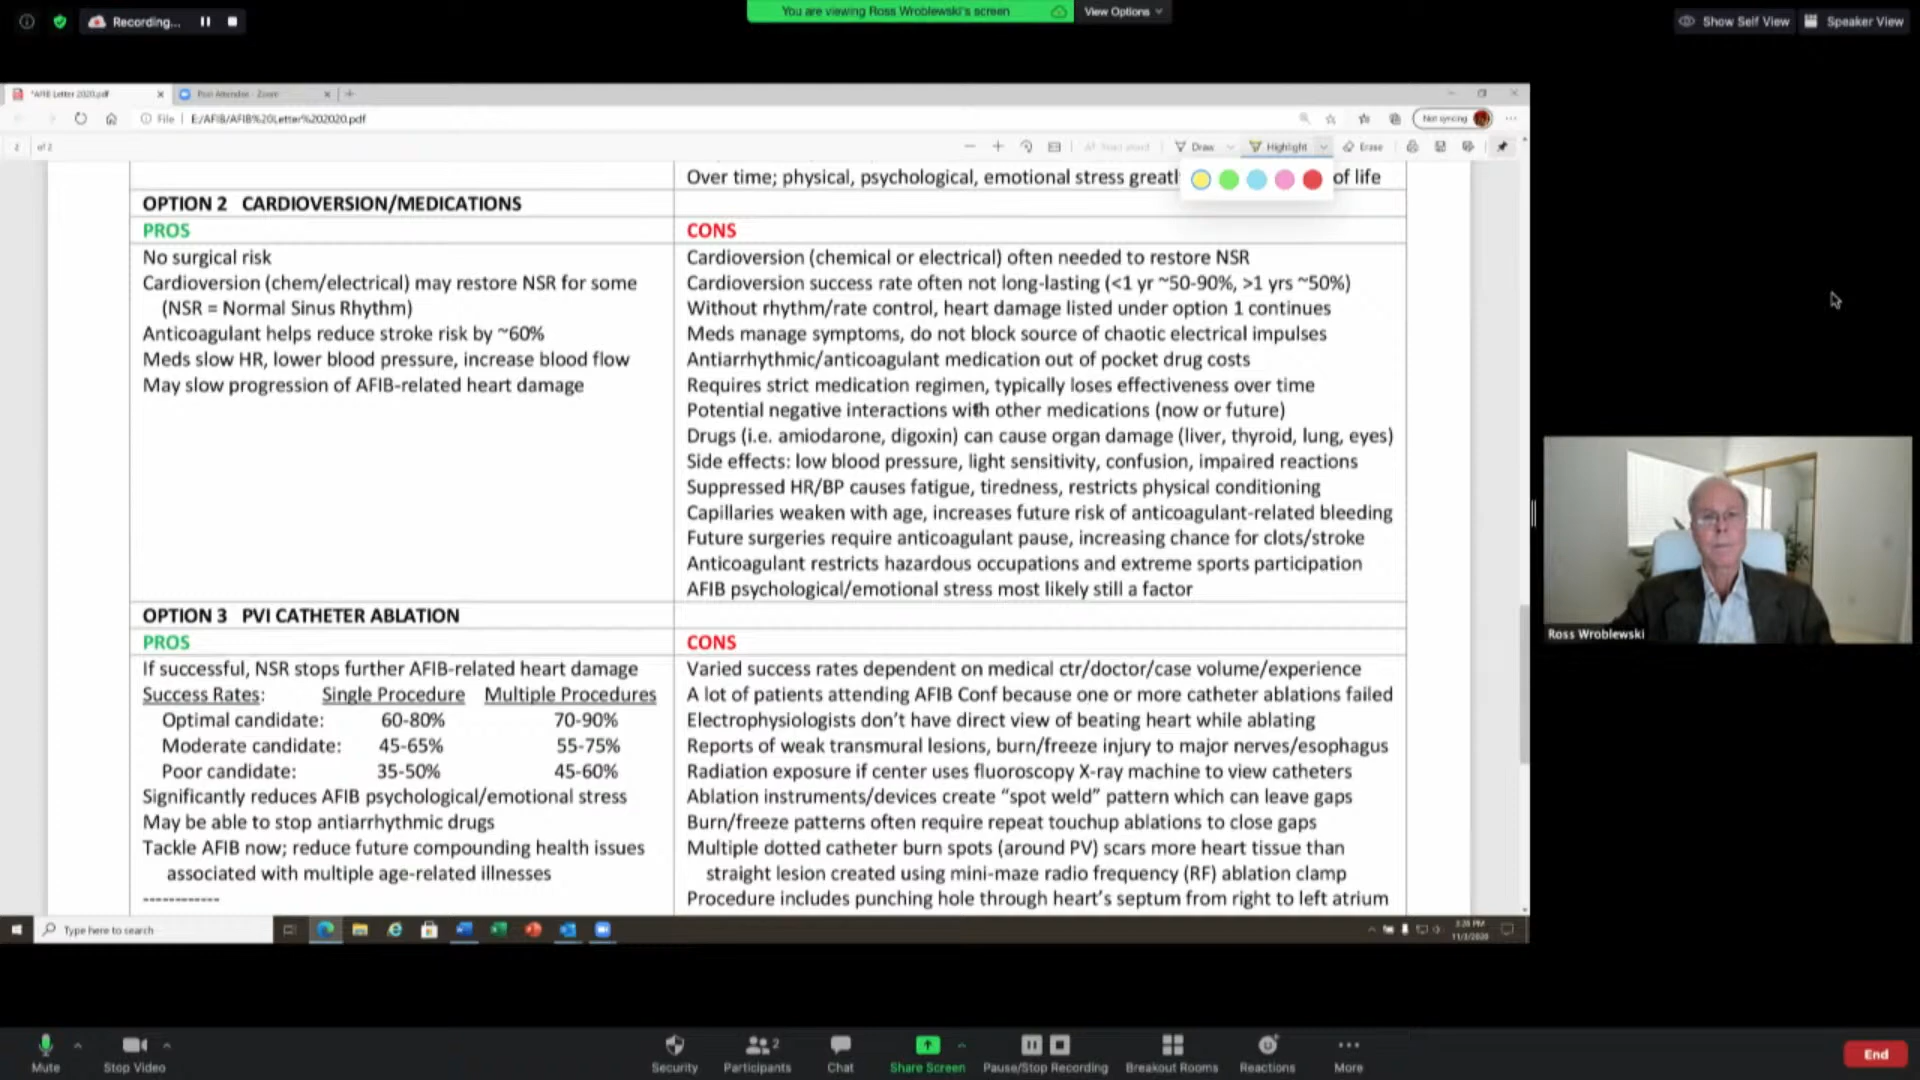 Recording...
You are viewing Ross Wroblewski's screen
View Options
Show Self View
Speaker View
*AFIB Letter 2020.pdf
Post Attendee - Zoom
File
E:/AFIB/AFIB%20Letter%202020.pdf
Not syncing
2 of 2
Draw
Highlight
Erase
Over time; physical, psychological, emotional stress greatl
of life
OPTION 2 CARDIOVERSION/MEDICATIONS
PROS
CONS
No surgical risk
Cardioversion (chem/electrical) may restore NSR for some
(NSR = Normal Sinus Rhythm)
Anticoagulant helps reduce stroke risk by ~60%
Meds slow HR, lower blood pressure, increase blood flow
May slow progression of AFIB-related heart damage
Cardioversion (chemical or electrical) often needed to restore NSR
Cardioversion success rate often not long-lasting (<1 yr ~50-90%, >1 yrs ~50%)
Without rhythm/rate control, heart damage listed under option 1 continues
Meds manage symptoms, do not block source of chaotic electrical impulses
Antiarrhythmic/anticoagulant medication out of pocket drug costs
Requires strict medication regimen, typically loses effectiveness over time
Potential negative interactions with other medications (now or future)
Drugs (i.e. amiodarone, digoxin) can cause organ damage (liver, thyroid, lung, eyes)
Side effects: low blood pressure, light sensitivity, confusion, impaired reactions
Suppressed HR/BP causes fatigue, tiredness, restricts physical conditioning
Capillaries weaken with age, increases future risk of anticoagulant-related bleeding
Future surgeries require anticoagulant pause, increasing chance for clots/stroke
Anticoagulant restricts hazardous occupations and extreme sports participation
AFIB psychological/emotional stress most likely still a factor
OPTION 3 PVI CATHETER ABLATION
PROS
CONS
If successful, NSR stops further AFIB-related heart damage
Success Rates: Single Procedure Multiple Procedures
Optimal candidate: 60-80% 70-90%
Moderate candidate: 45-65% 55-75%
Poor candidate: 35-50% 45-60%
Significantly reduces AFIB psychological/emotional stress
May be able to stop antiarrhythmic drugs
Tackle AFIB now; reduce future compounding health issues
associated with multiple age-related illnesses
------------
Varied success rates dependent on medical ctr/doctor/case volume/experience
A lot of patients attending AFIB Conf because one or more catheter ablations failed
Electrophysiologists don't have direct view of beating heart while ablating
Reports of weak transmural lesions, burn/freeze injury to major nerves/esophagus
Radiation exposure if center uses fluoroscopy X-ray machine to view catheters
Ablation instruments/devices create “spot weld” pattern which can leave gaps
Burn/freeze patterns often require repeat touchup ablations to close gaps
Multiple dotted catheter burn spots (around PV) scars more heart tissue than
straight lesion created using mini-maze radio frequency (RF) ablation clamp
Procedure includes punching hole through heart's septum from right to left atrium
Ross Wroblewski
Type here to search
3:28 PM
11/3/2020
Mute
Stop Video
Security
Participants
2
Chat
Share Screen
Pause/Stop Recording
Breakout Rooms
Reactions
More
End